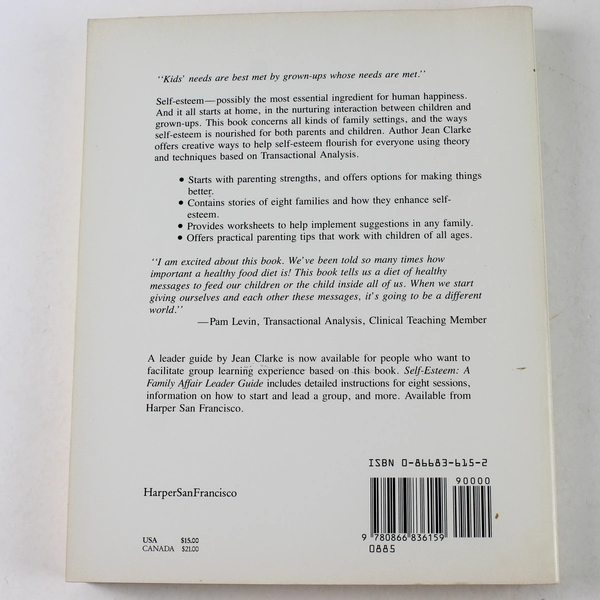 "Kids' needs are best met by grown-ups whose needs are met."
Self-esteem—possibly the most essential ingredient for human happiness.
And it all starts at home, in the nurturing interaction between children and
grown-ups. This book concerns all kinds of family settings, and the ways
self-esteem is nourished for both parents and children. Author Jean Clarke
offers creative ways to help self-esteem flourish for everyone using theory
and techniques based on Transactional Analysis.
• Starts with parenting strengths, and offers options for making things
better.
• Contains stories of eight families and how they enhance self-
esteem.
• Provides worksheets to help implement suggestions in any family.
• Offers practical parenting tips that work with children of all ages.
"I am excited about this book. We've been told so many times how
important a healthy food diet is! This book tells us a diet of healthy
messages to feed our children or the child inside all of us. When we start
giving ourselves and each other these messages, it's going to be a different
world."
—Pam Levin, Transactional Analysis, Clinical Teaching Member
A leader guide by Jean Clarke is now available for people who want to
facilitate group learning experience based on this book. Self-Esteem: A
Family Affair Leader Guide includes detailed instructions for eight sessions,
information on how to start and lead a group, and more. Available from
Harper San Francisco.
ISBN 0-86683-615-2
90000
HarperSanFrancisco
9 780866 836159
USA $15.00
CANADA $21.00
0885